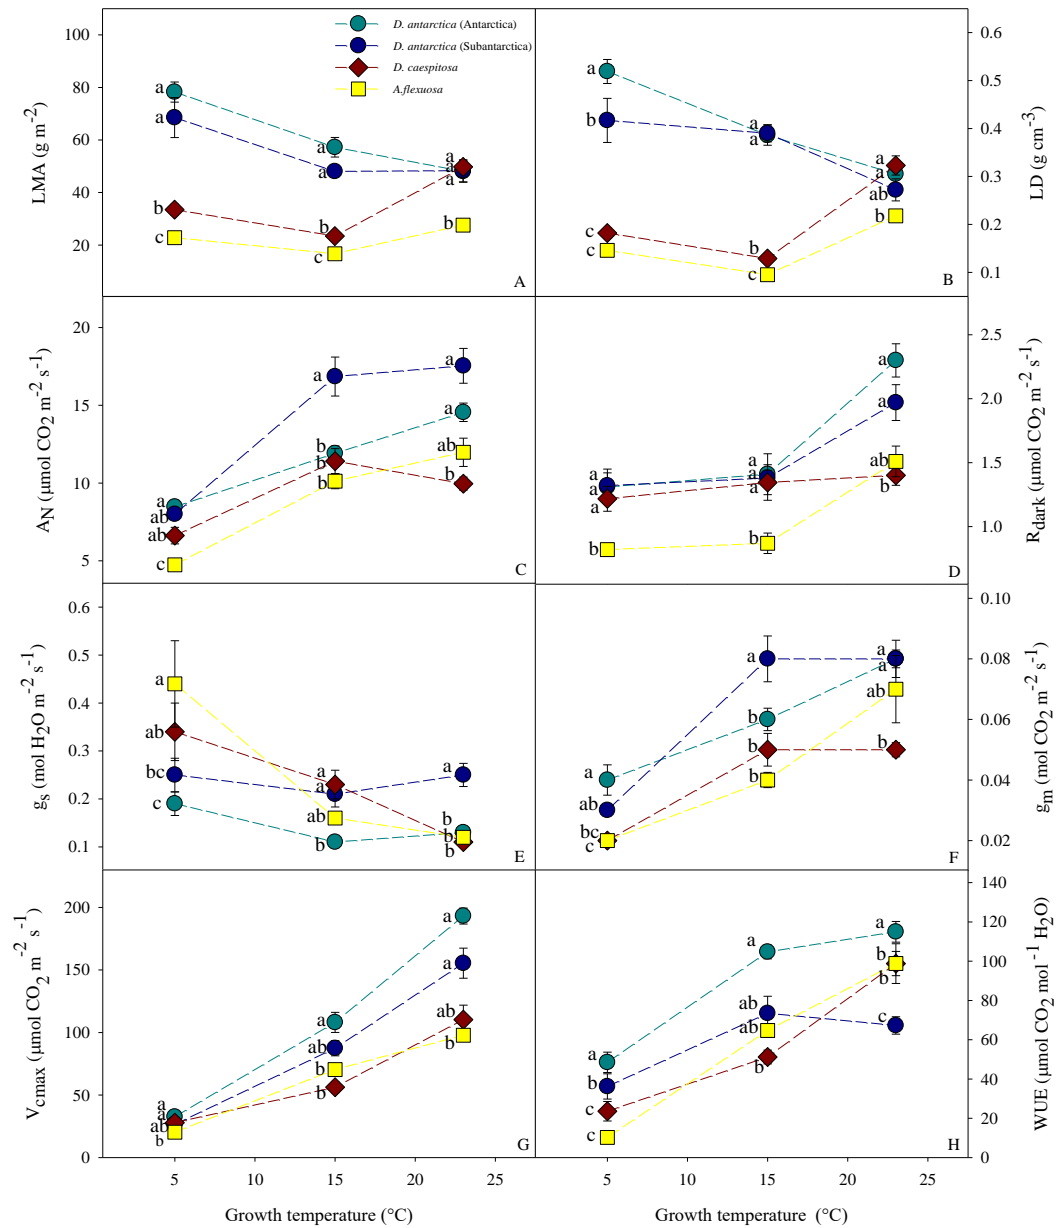 D. antarctica (Antarctica)
D. antarctica (Subantarctica)
D. caespitosa
A.flexuosa
LMA (g m-2)
100
80
60
40
20
a
a
b
c
a
a
b
c
a
a
a
b
A
LD (g cm-3)
0.6
0.5
0.4
0.3
0.2
0.1
a
b
c
c
a
a
b
c
a
a
ab
b
B
AN (µmol CO2 m-2 s-1)
20
15
10
5
a
ab
ab
c
a
b
b
b
a
a
ab
b
C
Rdark (µmol CO2 m-2 s-1)
2.5
2.0
1.5
1.0
a
a
a
b
a
a
a
b
a
a
ab
b
D
gs (mol H2O m-2 s-1)
0.6
0.5
0.4
0.3
0.2
0.1
a
ab
bc
c
a
a
ab
b
a
b
b
b
E
gm (mol CO2 m-2 s-1)
0.10
0.08
0.06
0.04
0.02
a
ab
bc
c
a
b
b
b
a
a
ab
b
F
Vcmax (µmol CO2 m-2 s-1)
200
150
100
50
0
a
a
ab
b
a
ab
b
b
a
a
ab
b
G
WUE (µmol CO2 mol-1 H2O)
140
120
100
80
60
40
20
0
a
b
c
c
a
ab
ab
b
a
b
b
c
H
5 10 15 20 25
5 10 15 20 25
Growth temperature (°C)
Growth temperature (°C)